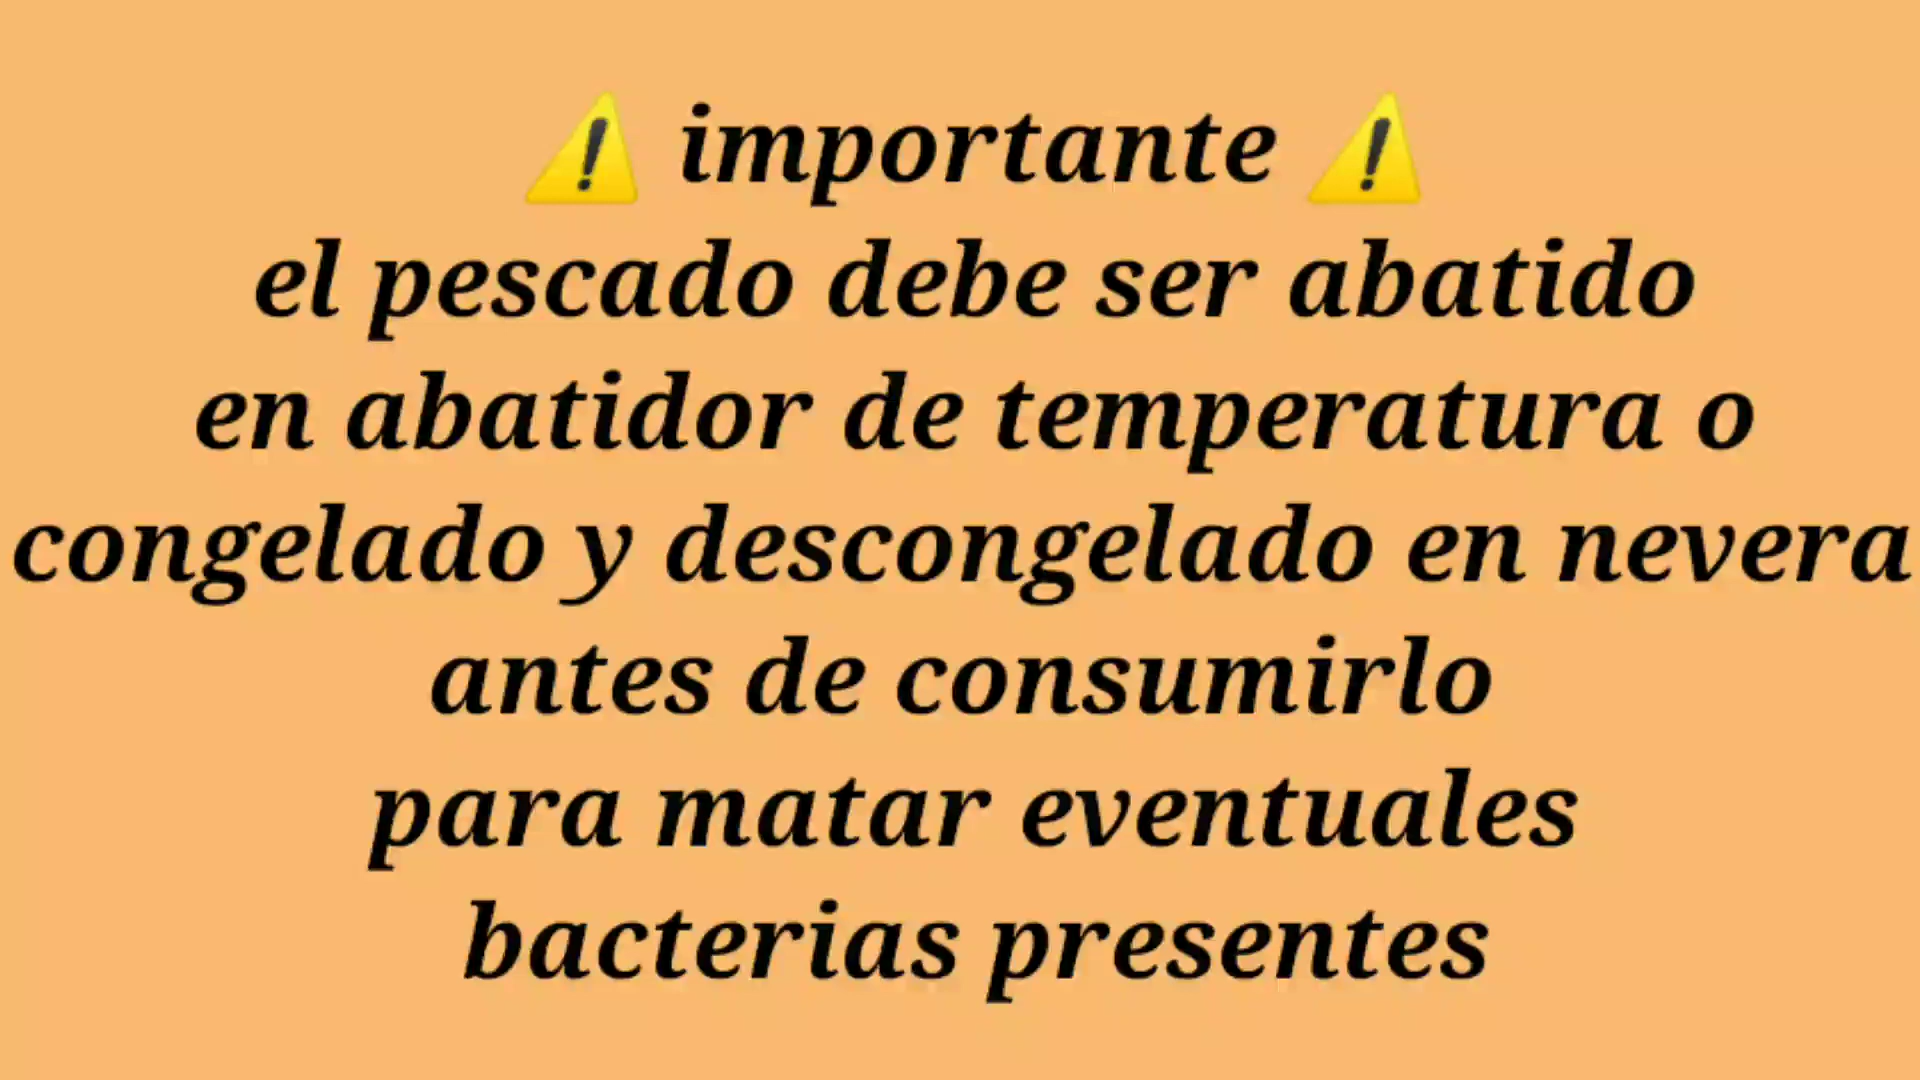 ⚠️ importante ⚠️
el pescado debe ser abatido
en abatidor de temperatura o
congelado y descongelado en nevera
antes de consumirlo
para matar eventuales
bacterias presentes